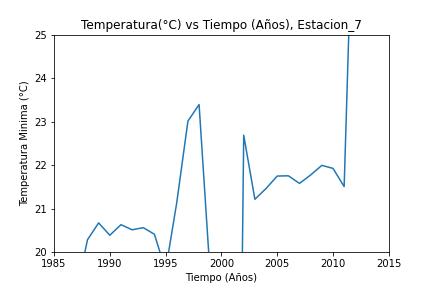 Temperatura(°C) vs Tiempo (Años), Estacion_7
25
24
23
22
21
20
Temperatura Minima (°C)
1985 1990 1995 2000 2005 2010 2015
Tiempo (Años)